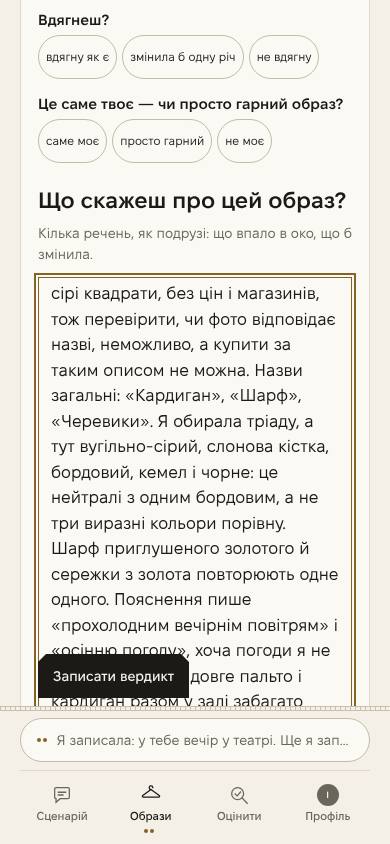 Вдягнеш?
вдягну як є
змінила б одну річ
не вдягну
Це саме твоє — чи просто гарний образ?
саме моє
просто гарний
не моє
Що скажеш про цей образ?
Кілька речень, як подрузі: що впало в око, що б
змінила.
сірі квадрати, без цін і магазинів,
тож перевірити, чи фото відповідає
назві, неможливо, а купити за
таким описом не можна. Назви
загальні: «Кардиган», «Шарф»,
«Черевики». Я обирала тріаду, а
тут вугільно-сірий, слонова кістка,
бордовий, кемел і чорне: це
нейтралі з одним бордовим, а не
три виразні кольори порівну.
Шарф приглушеного золотого й
сережки з золота повторюють одне
одного. Пояснення пише
«прохолодним вечірнім повітрям» і
«осінню погоду», хоча погоди я не
довге пальто і
Записати вердикт
кардиган разом у залі забагато
Я записала: у тебе вечір у театрі. Ще я зап...
Сценарій
Образи
Оцінити
І
Профіль